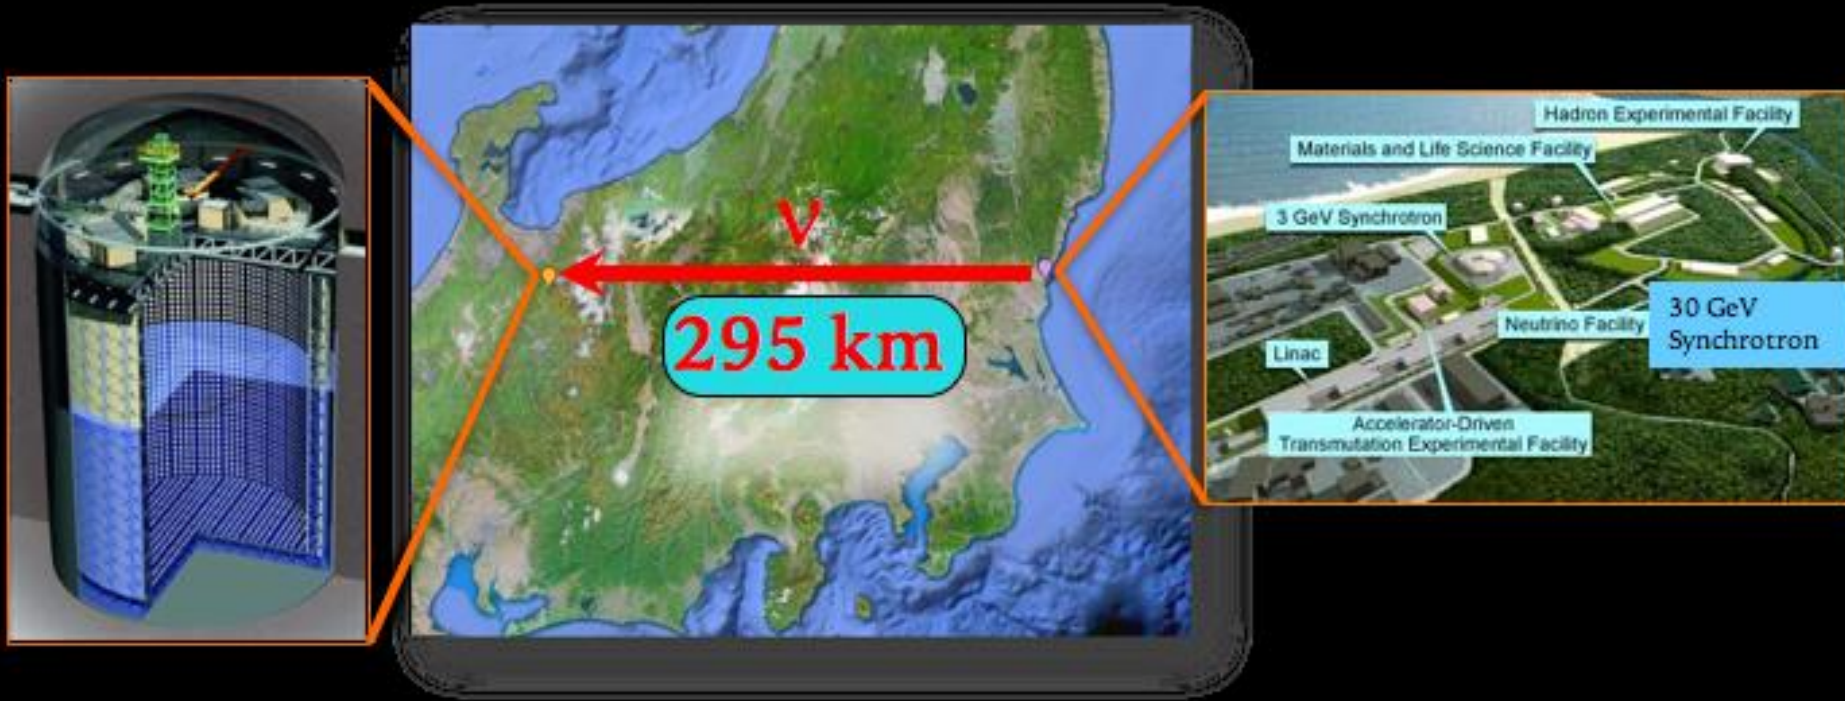 ν
295 km
Hadron Experimental Facility
Materials and Life Science Facility
3 GeV Synchrotron
Neutrino Facility
30 GeV
Synchrotron
Linac
Accelerator-Driven
Transmutation Experimental Facility